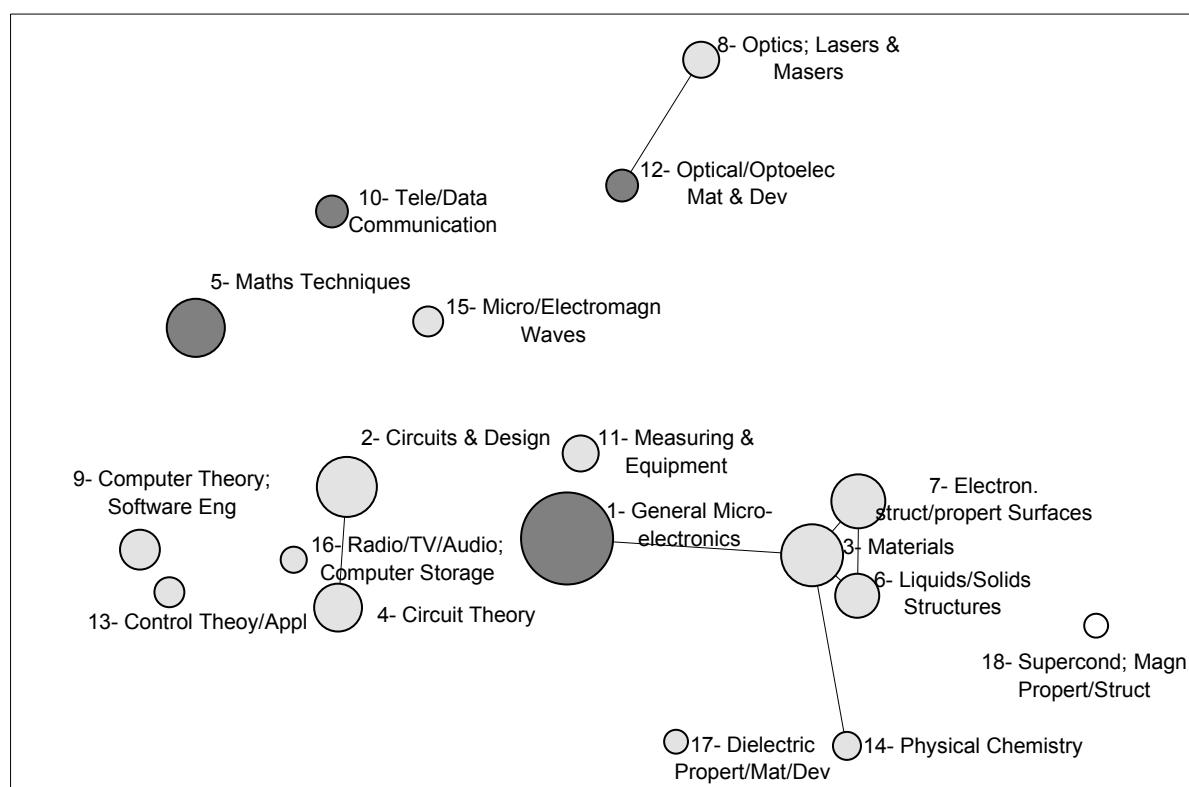 8- Optics; Lasers &
Masers
12- Optical/Optoelec
Mat & Dev
10- Tele/Data
Communication
5- Maths Techniques
15- Micro/Electromagn
Waves
2- Circuits & Design
11- Measuring &
Equipment
9- Computer Theory;
Software Eng
7- Electron.
struct/propert Surfaces
1- General Micro-
electronics
3- Materials
16- Radio/TV/Audio;
Computer Storage
6- Liquids/Solids
Structures
13- Control Theoy/Appl
4- Circuit Theory
18- Supercond; Magn
Propert/Struct
17- Dielectric
Propert/Mat/Dev
14- Physical Chemistry